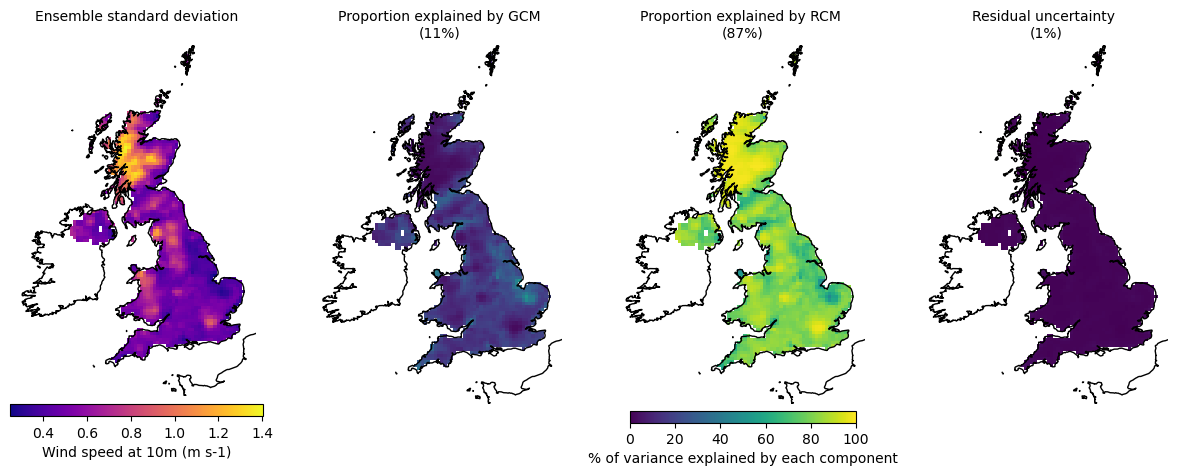 Ensemble standard deviation
Proportion explained by GCM
(11%)
Proportion explained by RCM
(87%)
Residual uncertainty
(1%)
0.4 0.6 0.8 1.0 1.2 1.4
Wind speed at 10m (m s-1)
0 20 40 60 80 100
% of variance explained by each component